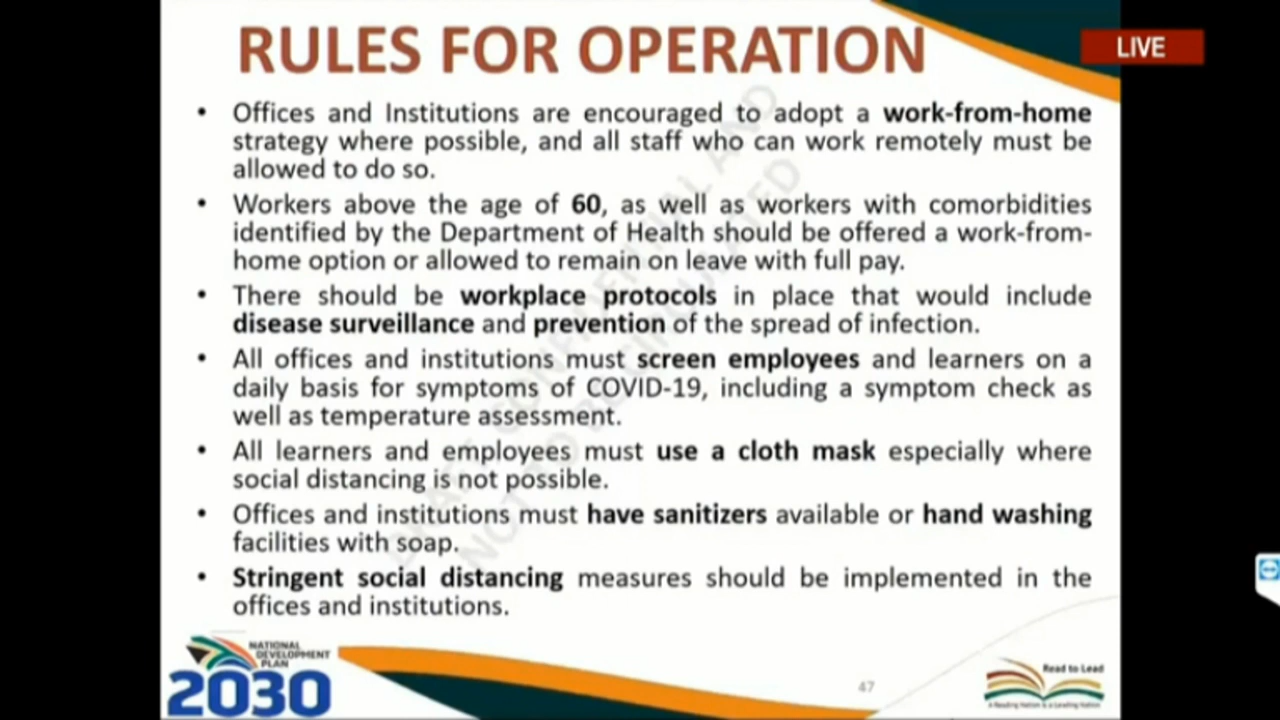 RULES FOR OPERATION
LIVE
• Offices and Institutions are encouraged to adopt a work-from-home
strategy where possible, and all staff who can work remotely must be
allowed to do so.
• Workers above the age of 60, as well as workers with comorbidities
identified by the Department of Health should be offered a work-from-
home option or allowed to remain on leave with full pay.
• There should be workplace protocols in place that would include
disease surveillance and prevention of the spread of infection.
• All offices and institutions must screen employees and learners on a
daily basis for symptoms of COVID-19, including a symptom check as
well as temperature assessment.
• All learners and employees must use a cloth mask especially where
social distancing is not possible.
• Offices and institutions must have sanitizers available or hand washing
facilities with soap.
• Stringent social distancing measures should be implemented in the
offices and institutions.
NATIONAL
DEVELOPMENT
PLAN
2030
47
Read to Lead
A Reading Nation is a Leading Nation